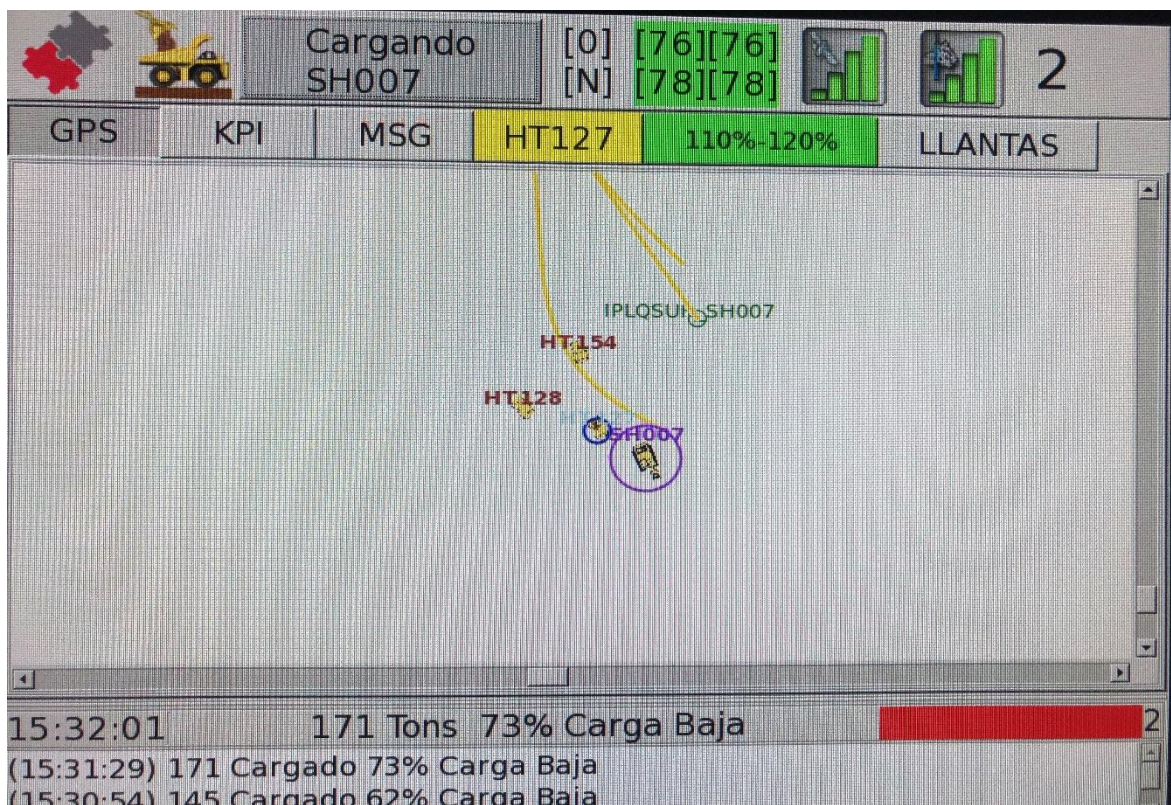 Cargando [O] [76][76] 2
SH007 [N] [78][78]
GPS KPI MSG HT127 110%-120% LLANTAS
SH007
HT154
HT128
SH007
15:32:01 171 Tons 73% Carga Baja 2
(15:31:29) 171 Cargado 73% Carga Baja
(15:30:54) 145 Cargado 62% Carga Baja